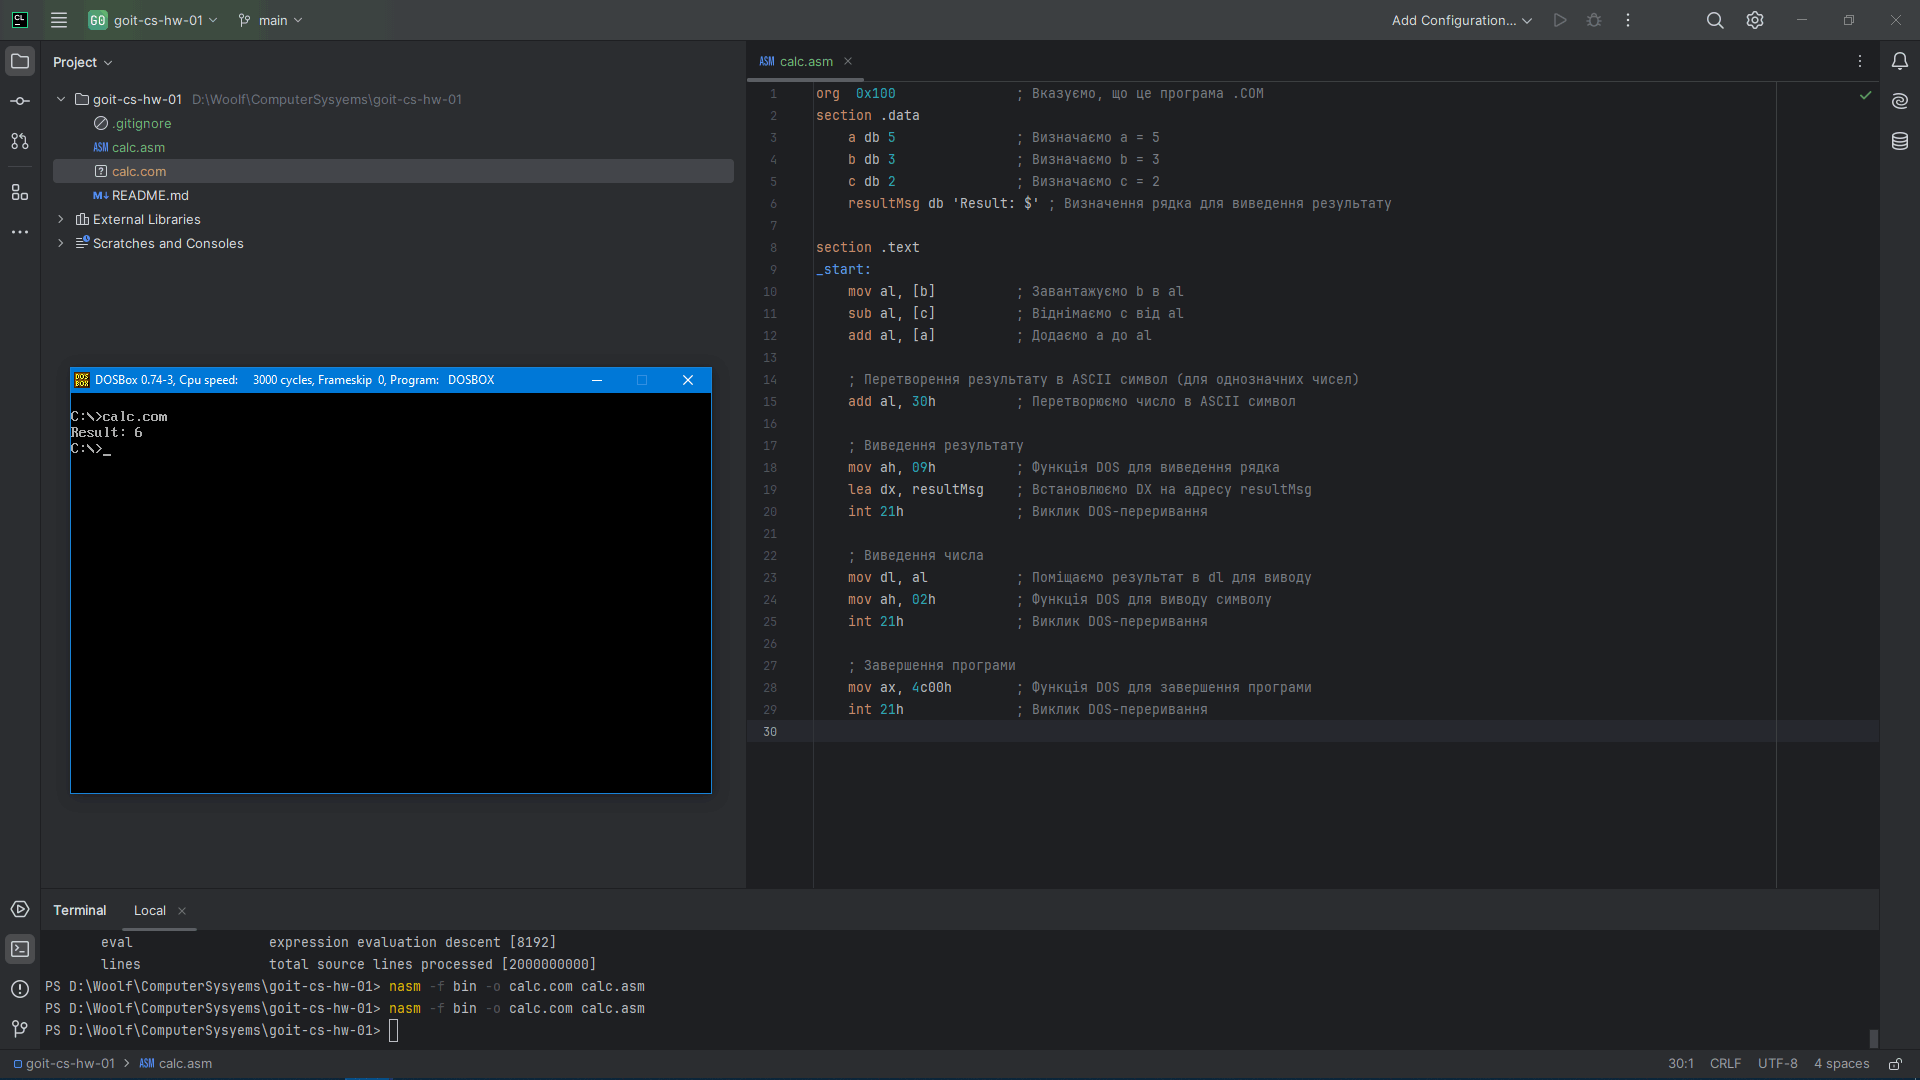 CL goit-cs-hw-01 main Add Configuration...
GO
Project
goit-cs-hw-01 D:\Woolf\ComputerSysyems\goit-cs-hw-01
.gitignore
ASM calc.asm
calc.com
M↓ README.md
External Libraries
Scratches and Consoles
DOSBox 0.74-3, Cpu speed: 3000 cycles, Frameskip 0, Program: DOSBOX
C:\>calc.com
Result: 6
C:\>_
ASM calc.asm
1 org 0x100 ; Вказуємо, що це програма .COM
2 section .data
3 a db 5 ; Визначаємо a = 5
4 b db 3 ; Визначаємо b = 3
5 c db 2 ; Визначаємо c = 2
6 resultMsg db 'Result: $' ; Визначення рядка для виведення результату
7
8 section .text
9 _start:
10 mov al, [b] ; Завантажуємо b в al
11 sub al, [c] ; Віднімаємо c від al
12 add al, [a] ; Додаємо a до al
13
14 ; Перетворення результату в ASCII символ (для однозначних чисел)
15 add al, 30h ; Перетворюємо число в ASCII символ
16
17 ; Виведення результату
18 mov ah, 09h ; Функція DOS для виведення рядка
19 lea dx, resultMsg ; Встановлюємо DX на адресу resultMsg
20 int 21h ; Виклик DOS-переривання
21
22 ; Виведення числа
23 mov dl, al ; Поміщаємо результат в dl для виводу
24 mov ah, 02h ; Функція DOS для виводу символу
25 int 21h ; Виклик DOS-переривання
26
27 ; Завершення програми
28 mov ax, 4c00h ; Функція DOS для завершення програми
29 int 21h ; Виклик DOS-переривання
30
Terminal Local
eval expression evaluation descent [8192]
lines total source lines processed [2000000000]
PS D:\Woolf\ComputerSysyems\goit-cs-hw-01> nasm -f bin -o calc.com calc.asm
PS D:\Woolf\ComputerSysyems\goit-cs-hw-01> nasm -f bin -o calc.com calc.asm
PS D:\Woolf\ComputerSysyems\goit-cs-hw-01>
goit-cs-hw-01 > ASM calc.asm 30:1 CRLF UTF-8 4 spaces